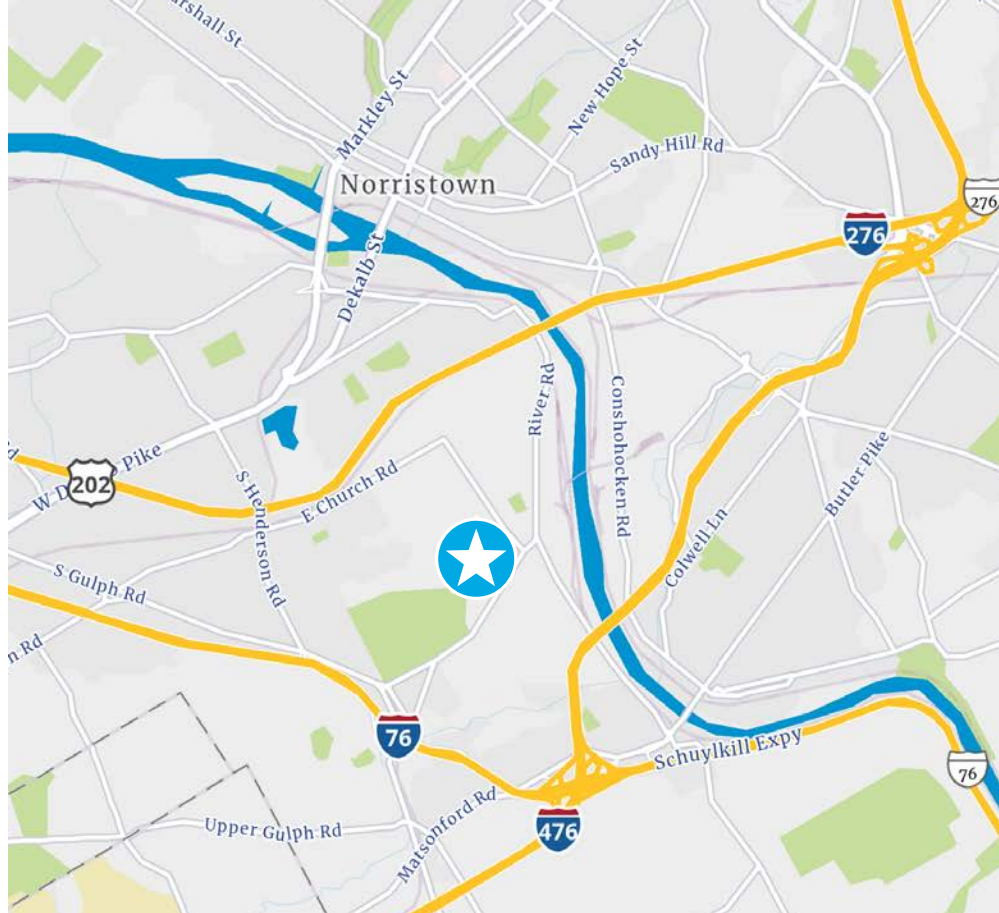 Marshall St
Markley St
New Hope St
Sandy Hill Rd
Norristown
276
276
Dekalb St
River Rd
Conshohocken Rd
Butler Pike
Rd
W D Pike
202
E Church Rd
S Henderson Rd
Colwell Ln
S Gulph Rd
n Rd
76
Schuylkill Expy
76
Matsonford Rd
Upper Gulph Rd
476